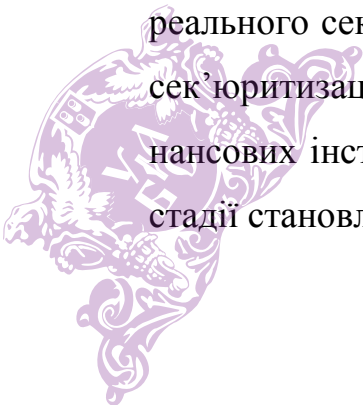 реального сек
сек’юритизац
нансових інст
стадії становл